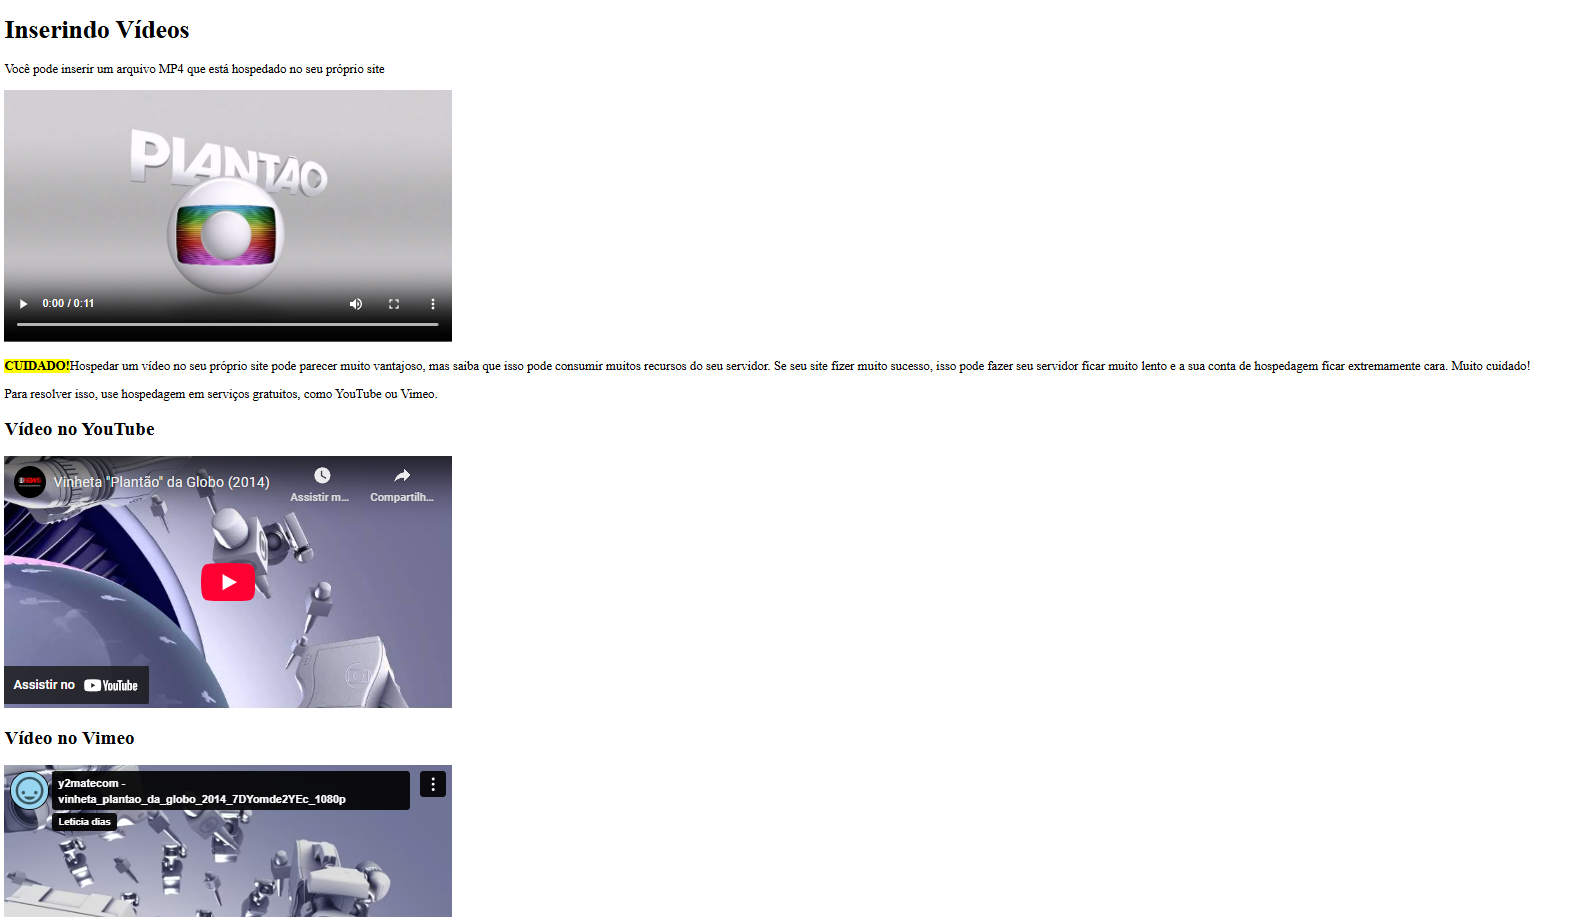 Inserindo Vídeos
Você pode inserir um arquivo MP4 que está hospedado no seu próprio site
PLANTÃO
0:00 / 0:11
CUIDADO!Hospedar um vídeo no seu próprio site pode parecer muito vantajoso, mas saiba que isso pode consumir muitos recursos do seu servidor. Se seu site fizer muito sucesso, isso pode fazer seu servidor ficar muito lento e a sua conta de hospedagem ficar extremamente cara. Muito cuidado!
Para resolver isso, use hospedagem em serviços gratuitos, como YouTube ou Vimeo.
Vídeo no YouTube
Vinheta "Plantão" da Globo (2014)
Assistir m...
Compartilh...
Assistir no YouTube
Vídeo no Vimeo
y2matecom -
vinheta_plantao_da_globo_2014_7DYomde2YEc_1080p
Leticia dias